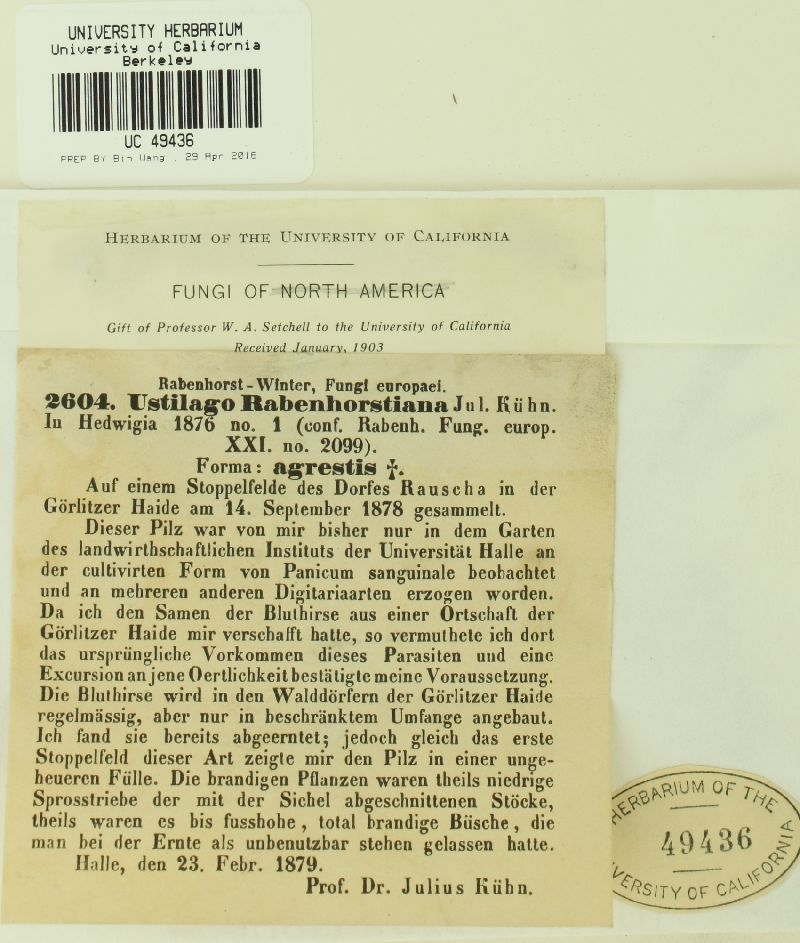 UNIVERSITY HERBARIUM
University of California
Berkeley
UC 49436
PREP BY Bin Wang . 29 Apr 2016
HERBARIUM OF THE UNIVERSITY OF CALIFORNIA
FUNGI OF NORTH AMERICA
Gift of Professor W. A. Setchell to the University of California
Received January, 1903
Rabenhorst-Winter, Fungi europaei.
2604. Ustilago Rabenhorstiana Jul. Kühn.
In Hedwigia 1876 no. 1 (conf. Rabenh. Fung. europ.
XXI. no. 2099).
Forma: agrestis ‡.
Auf einem Stoppelfelde des Dorfes Rauscha in der
Görlitzer Haide am 14. September 1878 gesammelt.
Dieser Pilz war von mir bisher nur in dem Garten
des landwirthschaftlichen Instituts der Universität Halle an
der cultivirten Form von Panicum sanguinale beobachtet
und an mehreren anderen Digitariaarten erzogen worden.
Da ich den Samen der Bluthirse aus einer Ortschaft der
Görlitzer Haide mir verschafft hatte, so vermuthete ich dort
das ursprüngliche Vorkommen dieses Parasiten und eine
Excursion an jene Oertlichkeit bestätigte meine Voraussetzung.
Die Bluthirse wird in den Walddörfern der Görlitzer Haide
regelmässig, aber nur in beschränktem Umfange angebaut.
Ich fand sie bereits abgeerntet; jedoch gleich das erste
Stoppelfeld dieser Art zeigte mir den Pilz in einer unge-
heueren Fülle. Die brandigen Pflanzen waren theils niedrige
Sprosstriebe der mit der Sichel abgeschnittenen Stöcke,
theils waren es bis fusshohe, total brandige Büsche, die
man bei der Ernte als unbenutzbar stehen gelassen hatte.
Halle, den 23. Febr. 1879.
Prof. Dr. Julius Kühn.
HERBARIUM OF THE
49436
VERSITY OF CALIFORNIA